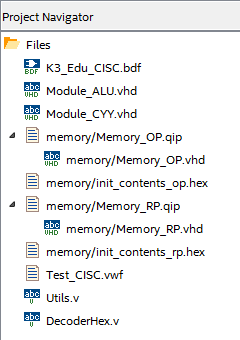 Project Navigator
Files
BDF K3_Edu_CISC.bdf
abc VHD Module_ALU.vhd
abc VHD Module_CYY.vhd
memory/Memory_OP.qip
abc VHD memory/Memory_OP.vhd
memory/init_contents_op.hex
memory/Memory_RP.qip
abc VHD memory/Memory_RP.vhd
memory/init_contents_rp.hex
Test_CISC.vwf
abc V Utils.v
abc V DecoderHex.v